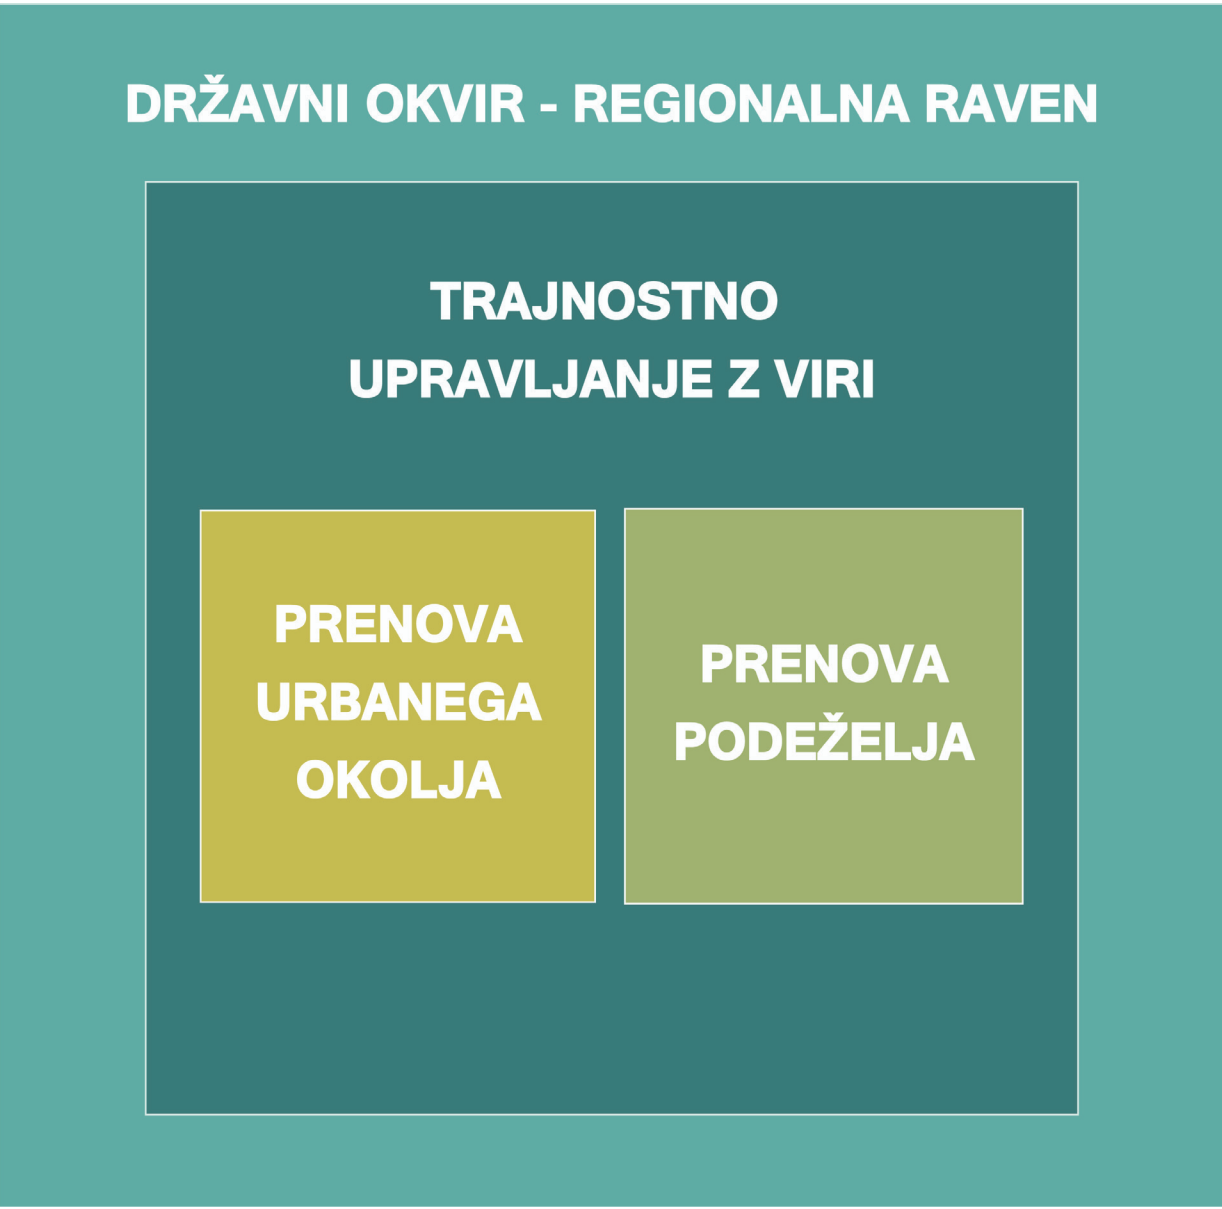 DRŽAVNI OKVIR - REGIONALNA RAVEN
TRAJNOSTNO
UPRAVLJANJE Z VIRI
PRENOVA
URBANEGA
OKOLJA
PRENOVA
PODEŽELJA